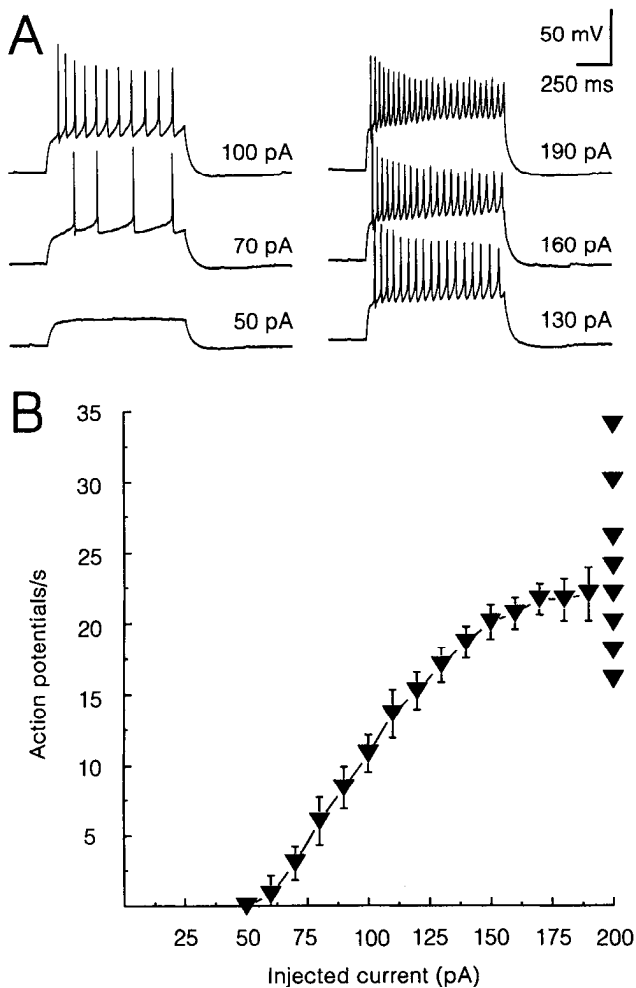 A
50 mV
250 ms
100 pA
190 pA
70 pA
160 pA
50 pA
130 pA
B
35
30
25
20
15
10
5
Action potentials/s
25 50 75 100 125 150 175 200
Injected current (pA)